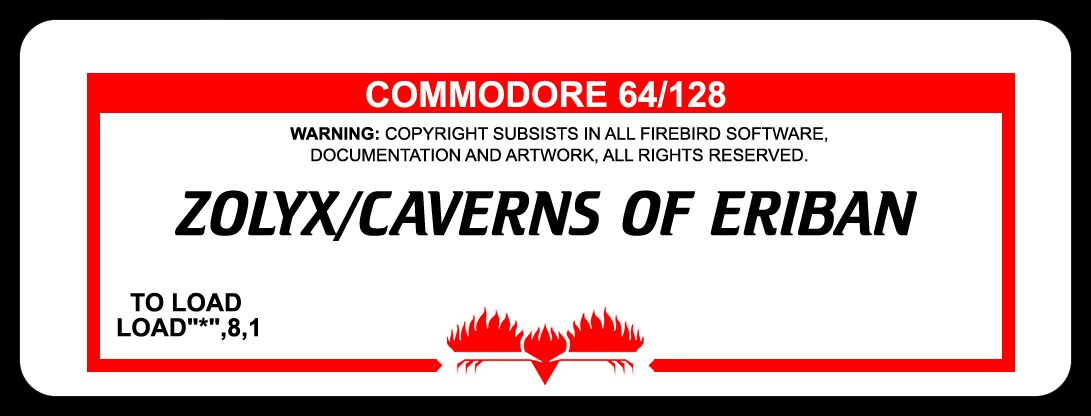 COMMODORE 64/128
WARNING: COPYRIGHT SUBSISTS IN ALL FIREBIRD SOFTWARE,
DOCUMENTATION AND ARTWORK, ALL RIGHTS RESERVED.
ZOLYX/CAVERNS OF ERIBAN
TO LOAD
LOAD"*",8,1